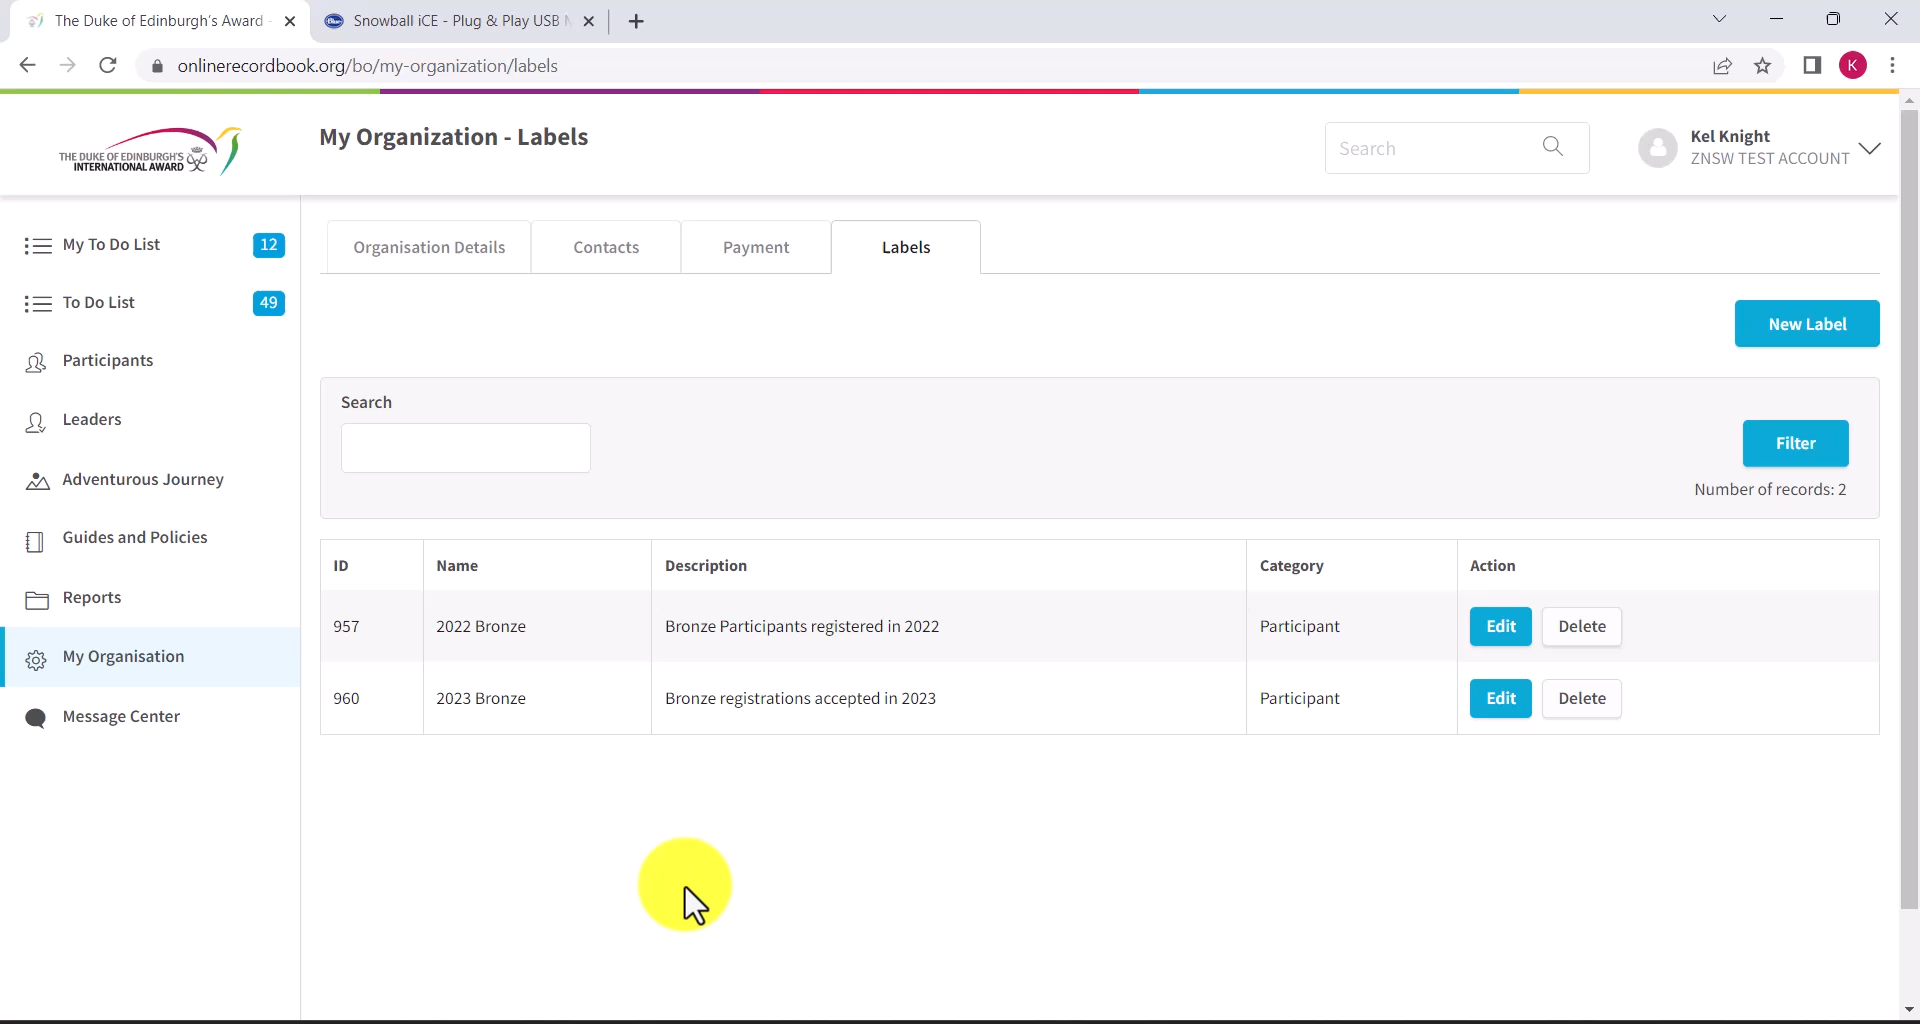 The Duke of Edinburgh's Award -
Snowball iCE - Plug & Play USB
onlinerecordbook.org/bo/my-organization/labels
K
THE DUKE OF EDINBURGH'S
INTERNATIONAL AWARD
My Organization - Labels
Search
Kel Knight
ZNSW TEST ACCOUNT
My To Do List 12
To Do List 49
Participants
Leaders
Adventurous Journey
Guides and Policies
Reports
My Organisation
Message Center
Organisation Details Contacts Payment Labels
New Label
Search
Filter
Number of records: 2
ID Name Description Category Action
957 2022 Bronze Bronze Participants registered in 2022 Participant Edit Delete
960 2023 Bronze Bronze registrations accepted in 2023 Participant Edit Delete